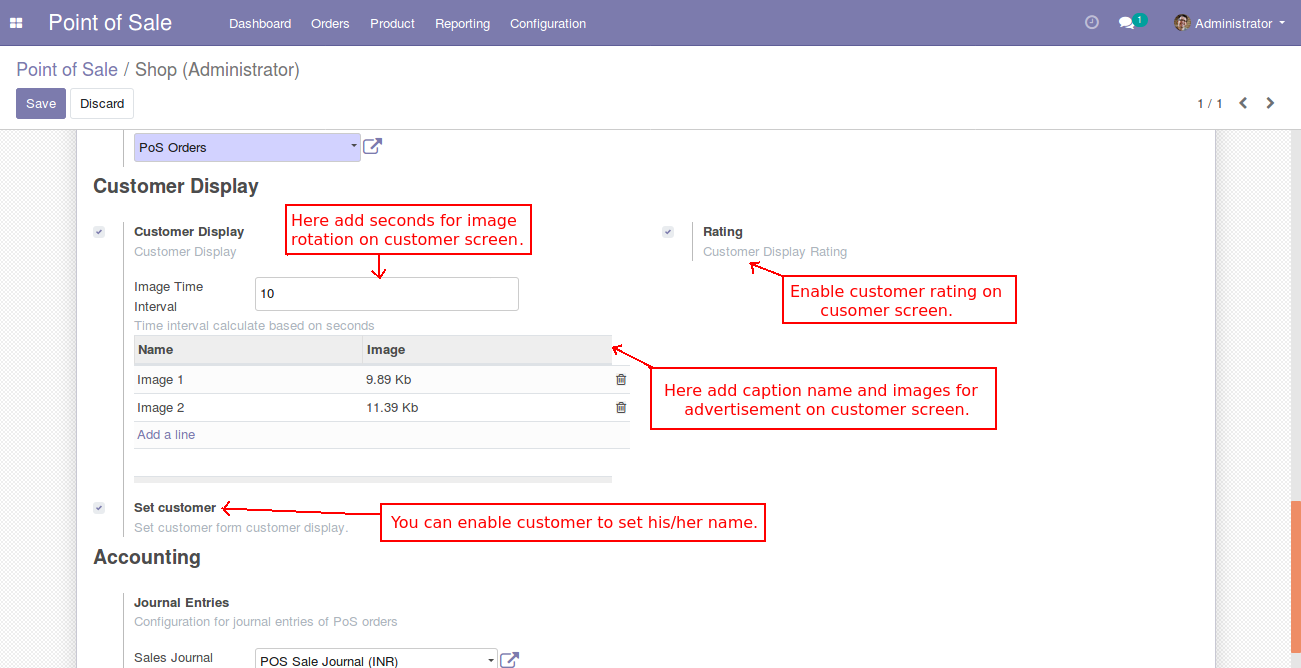 Point of Sale Dashboard Orders Product Reporting Configuration 1 Administrator
Point of Sale / Shop (Administrator)
Save Discard 1 / 1
PoS Orders
Customer Display
Here add seconds for image
rotation on customer screen.
Customer Display
Customer Display
Rating
Customer Display Rating
Enable customer rating on
cusomer screen.
Image Time
Interval
10
Time interval calculate based on seconds
Name Image
Image 1 9.89 Kb
Image 2 11.39 Kb
Add a line
Here add caption name and images for
advertisement on customer screen.
Set customer
Set customer form customer display.
You can enable customer to set his/her name.
Accounting
Journal Entries
Configuration for journal entries of PoS orders
Sales Journal POS Sale Journal (INR)